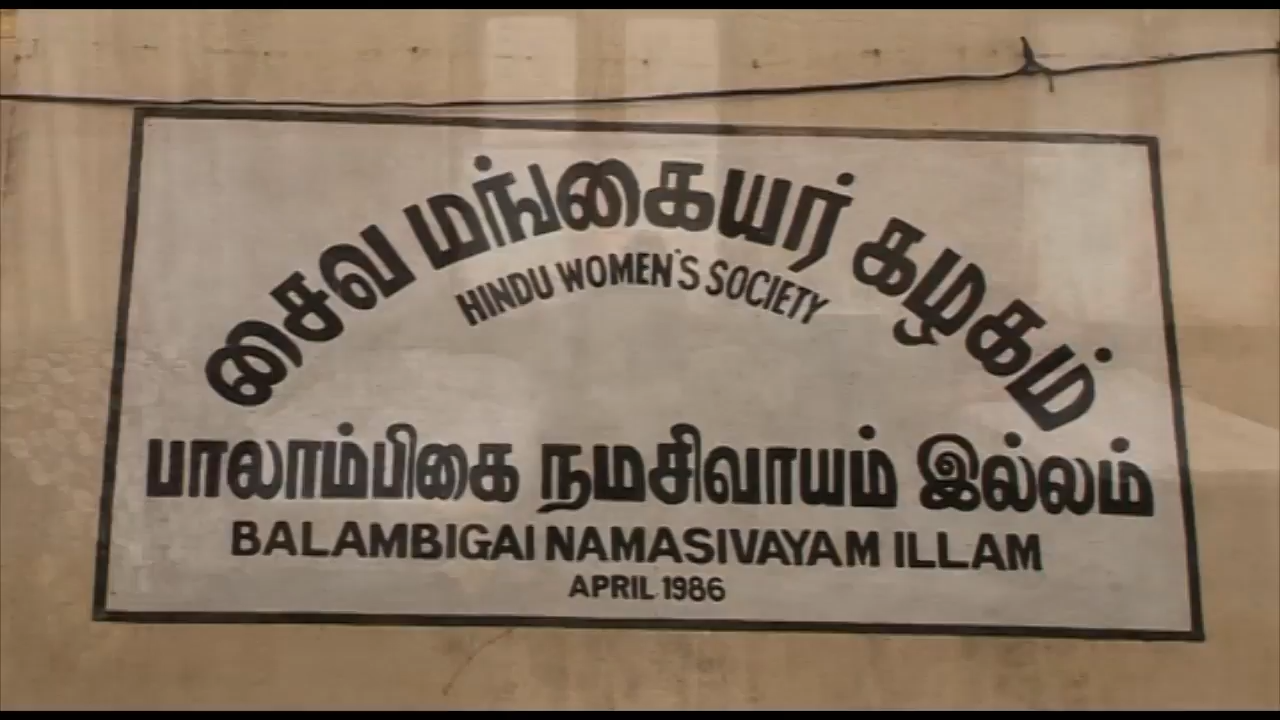 சைவ மங்கையர் கழகம்
HINDU WOMEN'S SOCIETY
பாலாம்பிகை நமசிவாயம் இல்லம்
BALAMBIGAI NAMASIVAYAM ILLAM
APRIL 1986